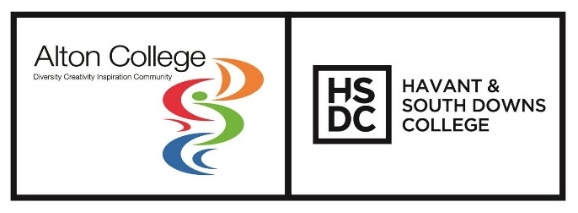 Alton College
Diversity Creativity Inspiration Community
HS
DC
HAVANT &
SOUTH DOWNS
COLLEGE